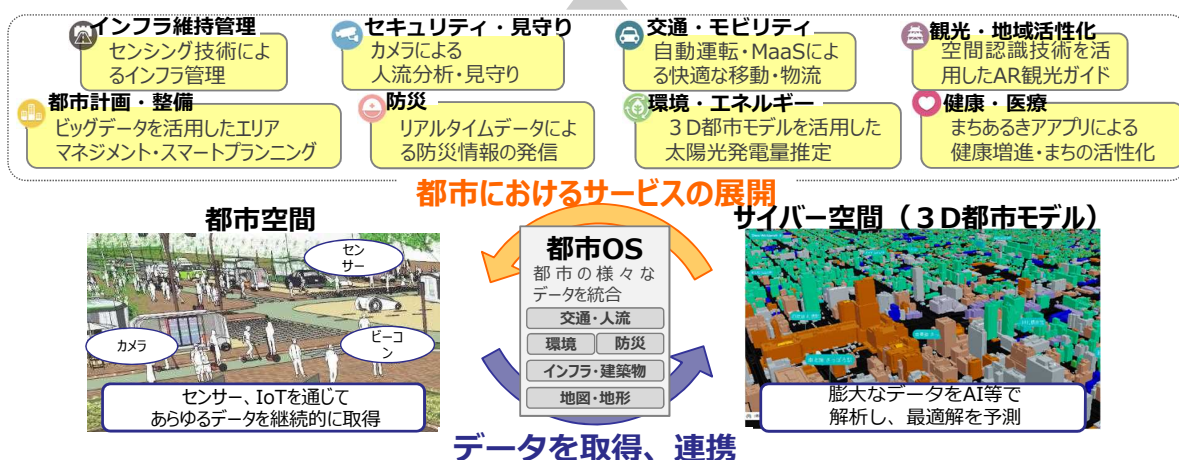 インフラ維持管理
センシング技術によ
るインフラ管理
セキュリティ・見守り
カメラによる
人流分析・見守り
交通・モビリティ
自動運転・MaaSによ
る快適な移動・物流
観光・地域活性化
空間認識技術を活
用したAR観光ガイド
都市計画・整備
ビッグデータを活用したエリア
マネジメント・スマートプランニング
防災
リアルタイムデータによ
る防災情報の発信
環境・エネルギー
３D都市モデルを活用した
太陽光発電量推定
健康・医療
まちあるきアアプリによる
健康増進・まちの活性化
都市におけるサービスの展開
都市空間
セン
サー
カメラ
ビーコ
ン
センサー、IoTを通じて
あらゆるデータを継続的に取得
都市OS
都市の様々な
データを統合
交通・人流
環境
防災
インフラ・建築物
地図・地形
サイバー空間（３D都市モデル）
膨大なデータをAI等で
解析し、最適解を予測
データを取得、連携